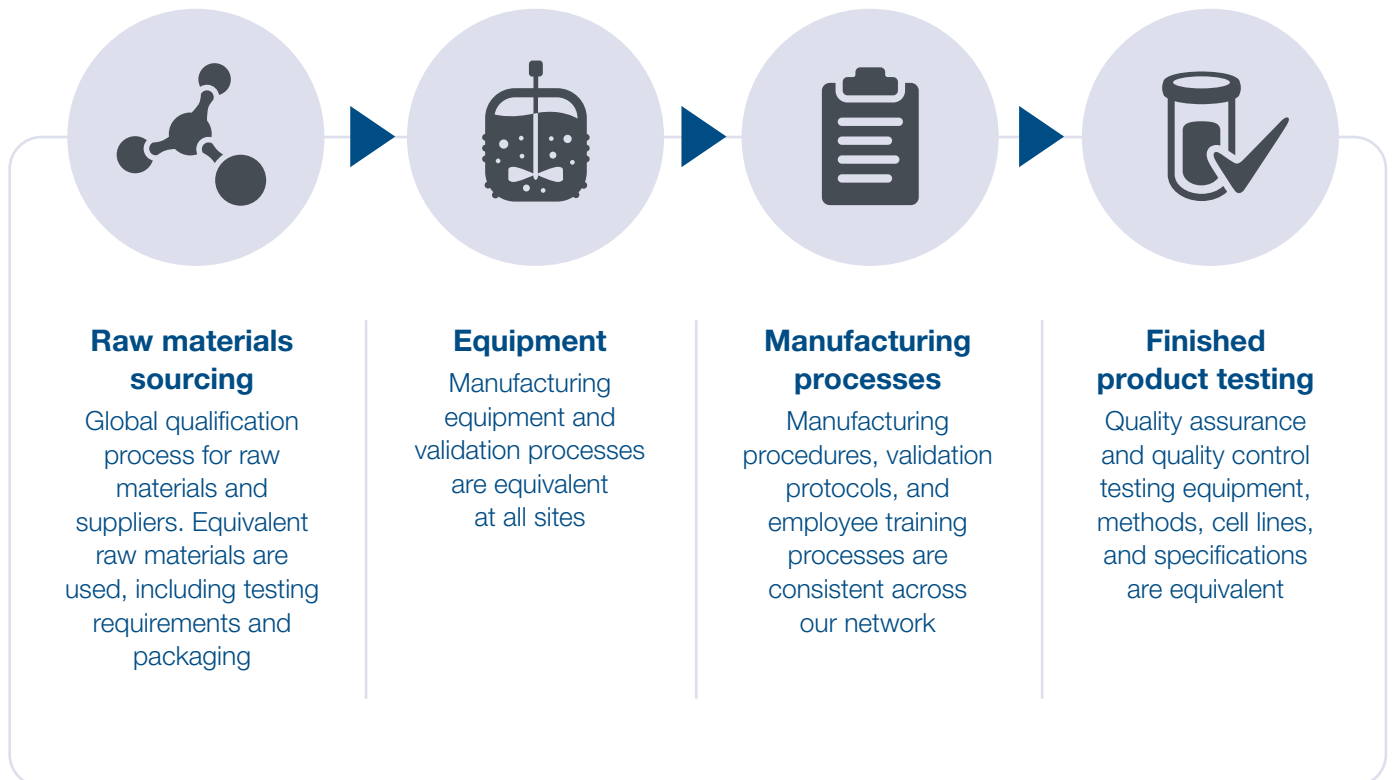 Raw materials
sourcing
Global qualification
process for raw
materials and
suppliers. Equivalent
raw materials are
used, including testing
requirements and
packaging
Equipment
Manufacturing
equipment and
validation processes
are equivalent
at all sites
Manufacturing
processes
Manufacturing
procedures, validation
protocols, and
employee training
processes are
consistent across
our network
Finished
product testing
Quality assurance
and quality control
testing equipment,
methods, cell lines,
and specifications
are equivalent